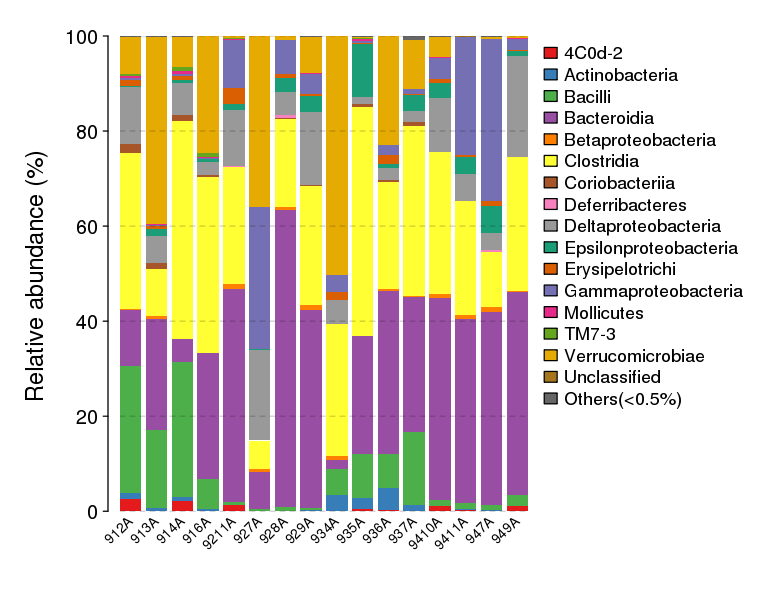 Relative abundance (%)
100
80
60
40
20
0
912A
913A
914A
916A
9211A
927A
928A
929A
934A
935A
936A
937A
9410A
9411A
947A
949A
4C0d-2
Actinobacteria
Bacilli
Bacteroidia
Betaproteobacteria
Clostridia
Coriobacteriia
Deferribacteres
Deltaproteobacteria
Epsilonproteobacteria
Erysipelotrichi
Gammaproteobacteria
Mollicutes
TM7-3
Verrucomicrobiae
Unclassified
Others(<0.5%)